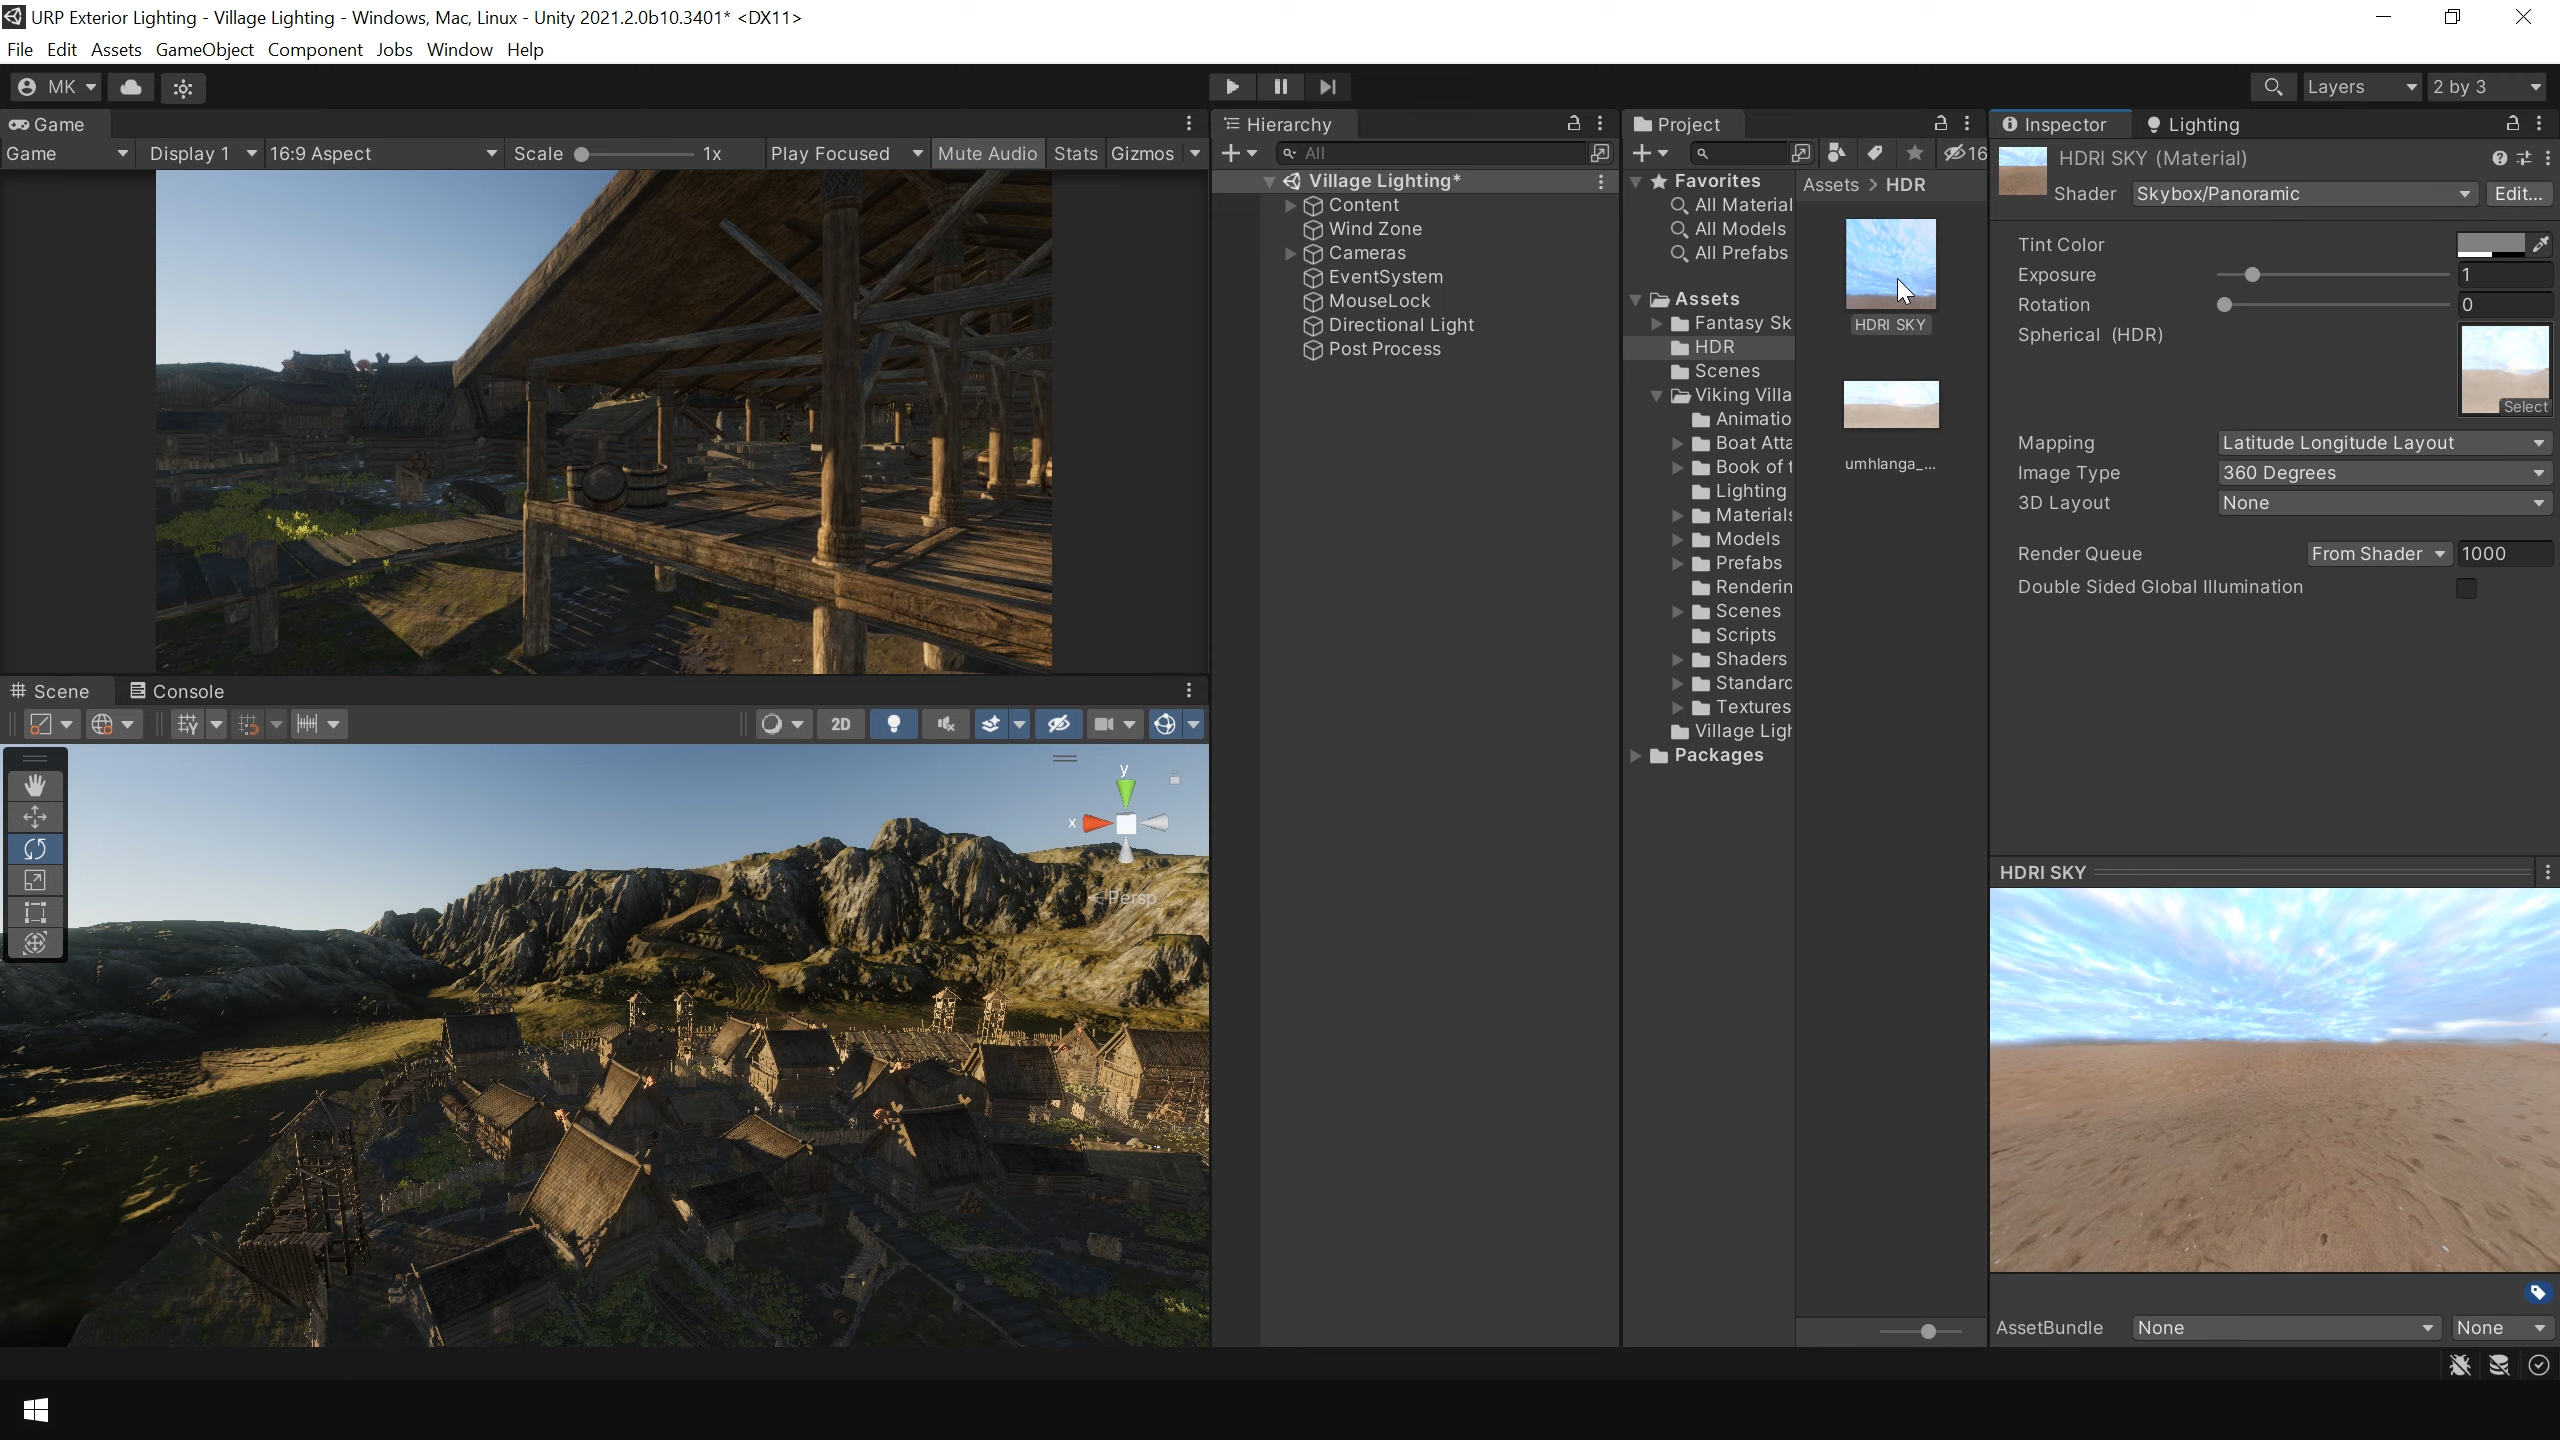 URP Exterior Lighting - Village Lighting - Windows, Mac, Linux - Unity 2021.2.0b10.3401* <DX11>
File Edit Assets GameObject Component Jobs Window Help
MK
Layers
2 by 3
Game
Game
Display 1
16:9 Aspect
Scale
1x
Play Focused
Mute Audio
Stats
Gizmos
Scene
Console
2D
y
x
Persp
Hierarchy
All
Village Lighting*
Content
Wind Zone
Cameras
EventSystem
MouseLock
Directional Light
Post Process
Project
16
Favorites
All Material
All Models
All Prefabs
Assets
Fantasy Sk
HDR
Scenes
Viking Villa
Animatio
Boat Atta
Book of t
Lighting
Materials
Models
Prefabs
Renderin
Scenes
Scripts
Shaders
Standard
Textures
Village Ligh
Packages
Assets > HDR
HDRI SKY
umhlanga_...
Inspector
Lighting
HDRI SKY (Material)
Shader
Skybox/Panoramic
Edit...
Tint Color
Exposure
1
Rotation
0
Spherical (HDR)
Select
Mapping
Latitude Longitude Layout
Image Type
360 Degrees
3D Layout
None
Render Queue
From Shader
1000
Double Sided Global Illumination
HDRI SKY
AssetBundle
None
None